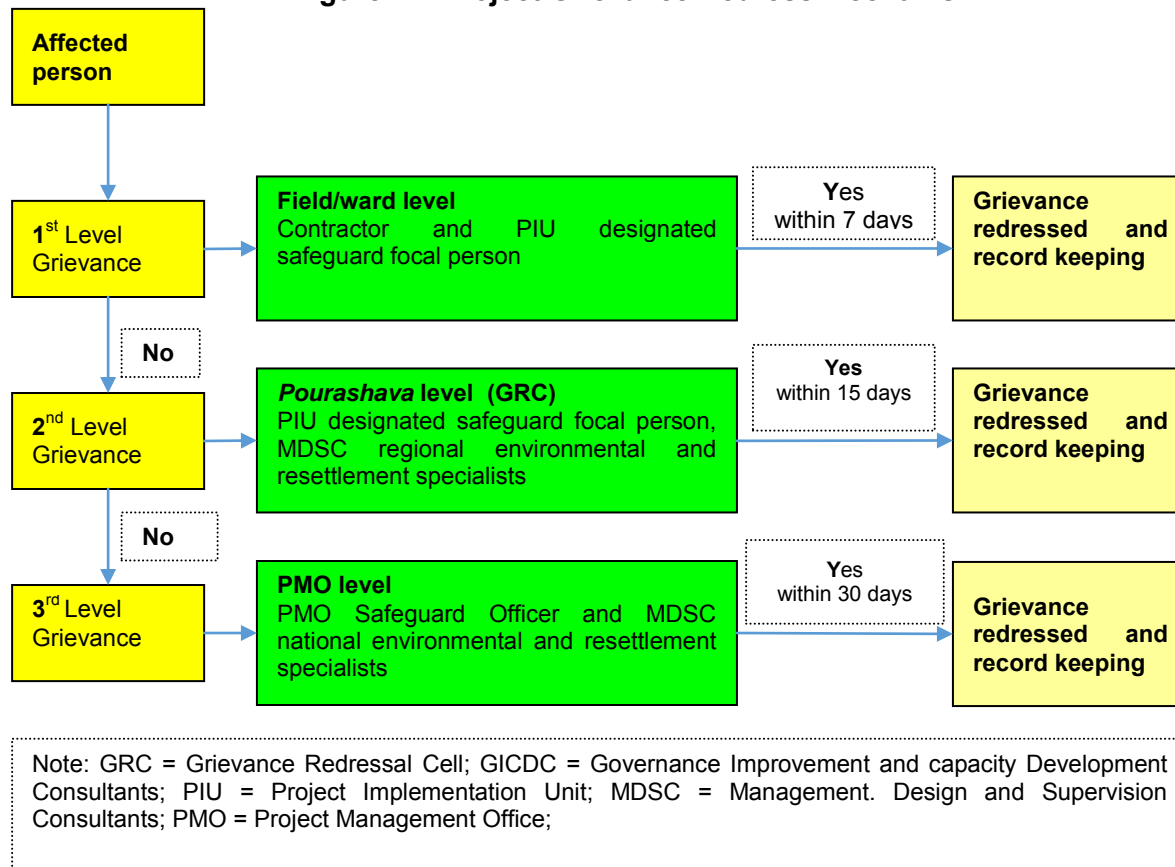 Affected
person
1st Level
Grievance
Field/ward level
Contractor and PIU designated
safeguard focal person
Yes
within 7 days
Grievance
redressed and
record keeping
No
2nd Level
Grievance
Pourashava level (GRC)
PIU designated safeguard focal person,
MDSC regional environmental and
resettlement specialists
Yes
within 15 days
Grievance
redressed and
record keeping
No
3rd Level
Grievance
PMO level
PMO Safeguard Officer and MDSC
national environmental and resettlement
specialists
Yes
within 30 days
Grievance
redressed and
record keeping
Note: GRC = Grievance Redressal Cell; GICDC = Governance Improvement and capacity Development
Consultants; PIU = Project Implementation Unit; MDSC = Management. Design and Supervision
Consultants; PMO = Project Management Office;